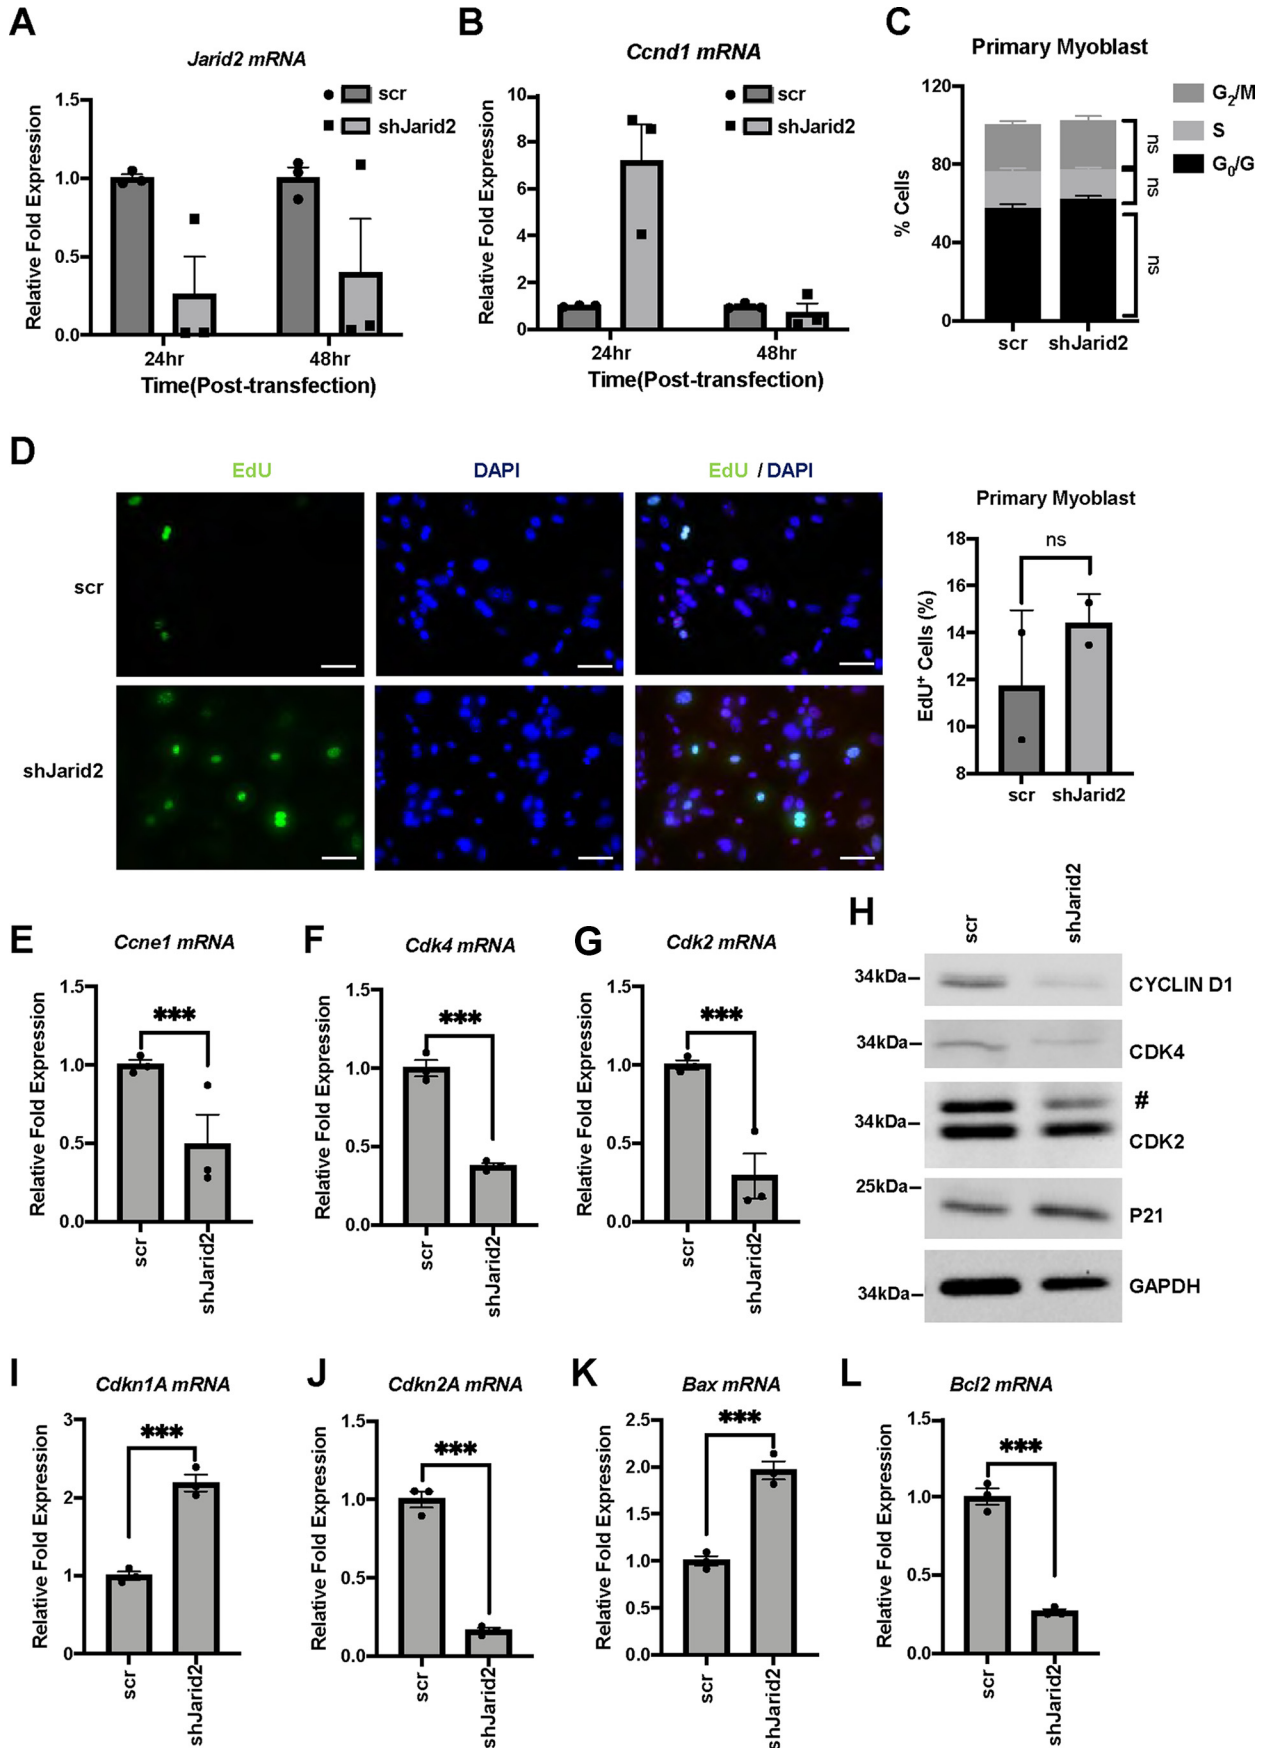 A
Jarid2 mRNA
Relative Fold Expression
1.5
1.0
0.5
0.0
scr
shJarid2
24hr
48hr
Time(Post-transfection)
B
Ccnd1 mRNA
Relative Fold Expression
10
8
6
4
2
0
scr
shJarid2
24hr
48hr
Time(Post-transfection)
C
Primary Myoblast
% Cells
120
80
40
0
ns
ns
ns
G2/M
S
G0/G
scr
shJarid2
D
EdU
DAPI
EdU / DAPI
scr
shJarid2
Primary Myoblast
EdU+ Cells (%)
18
16
14
12
10
8
ns
scr
shJarid2
E
Ccne1 mRNA
Relative Fold Expression
1.5
1.0
0.5
0.0
***
scr
shJarid2
F
Cdk4 mRNA
Relative Fold Expression
1.5
1.0
0.5
0.0
***
scr
shJarid2
G
Cdk2 mRNA
Relative Fold Expression
1.5
1.0
0.5
0.0
***
scr
shJarid2
H
scr
shJarid2
34kDa
CYCLIN D1
34kDa
CDK4
#
34kDa
CDK2
25kDa
P21
34kDa
GAPDH
I
Cdkn1A mRNA
Relative Fold Expression
3
2
1
0
***
scr
shJarid2
J
Cdkn2A mRNA
Relative Fold Expression
1.5
1.0
0.5
0.0
***
scr
shJarid2
K
Bax mRNA
Relative Fold Expression
2.5
2.0
1.5
1.0
0.5
0.0
***
scr
shJarid2
L
Bcl2 mRNA
Relative Fold Expression
1.5
1.0
0.5
0.0
***
scr
shJarid2